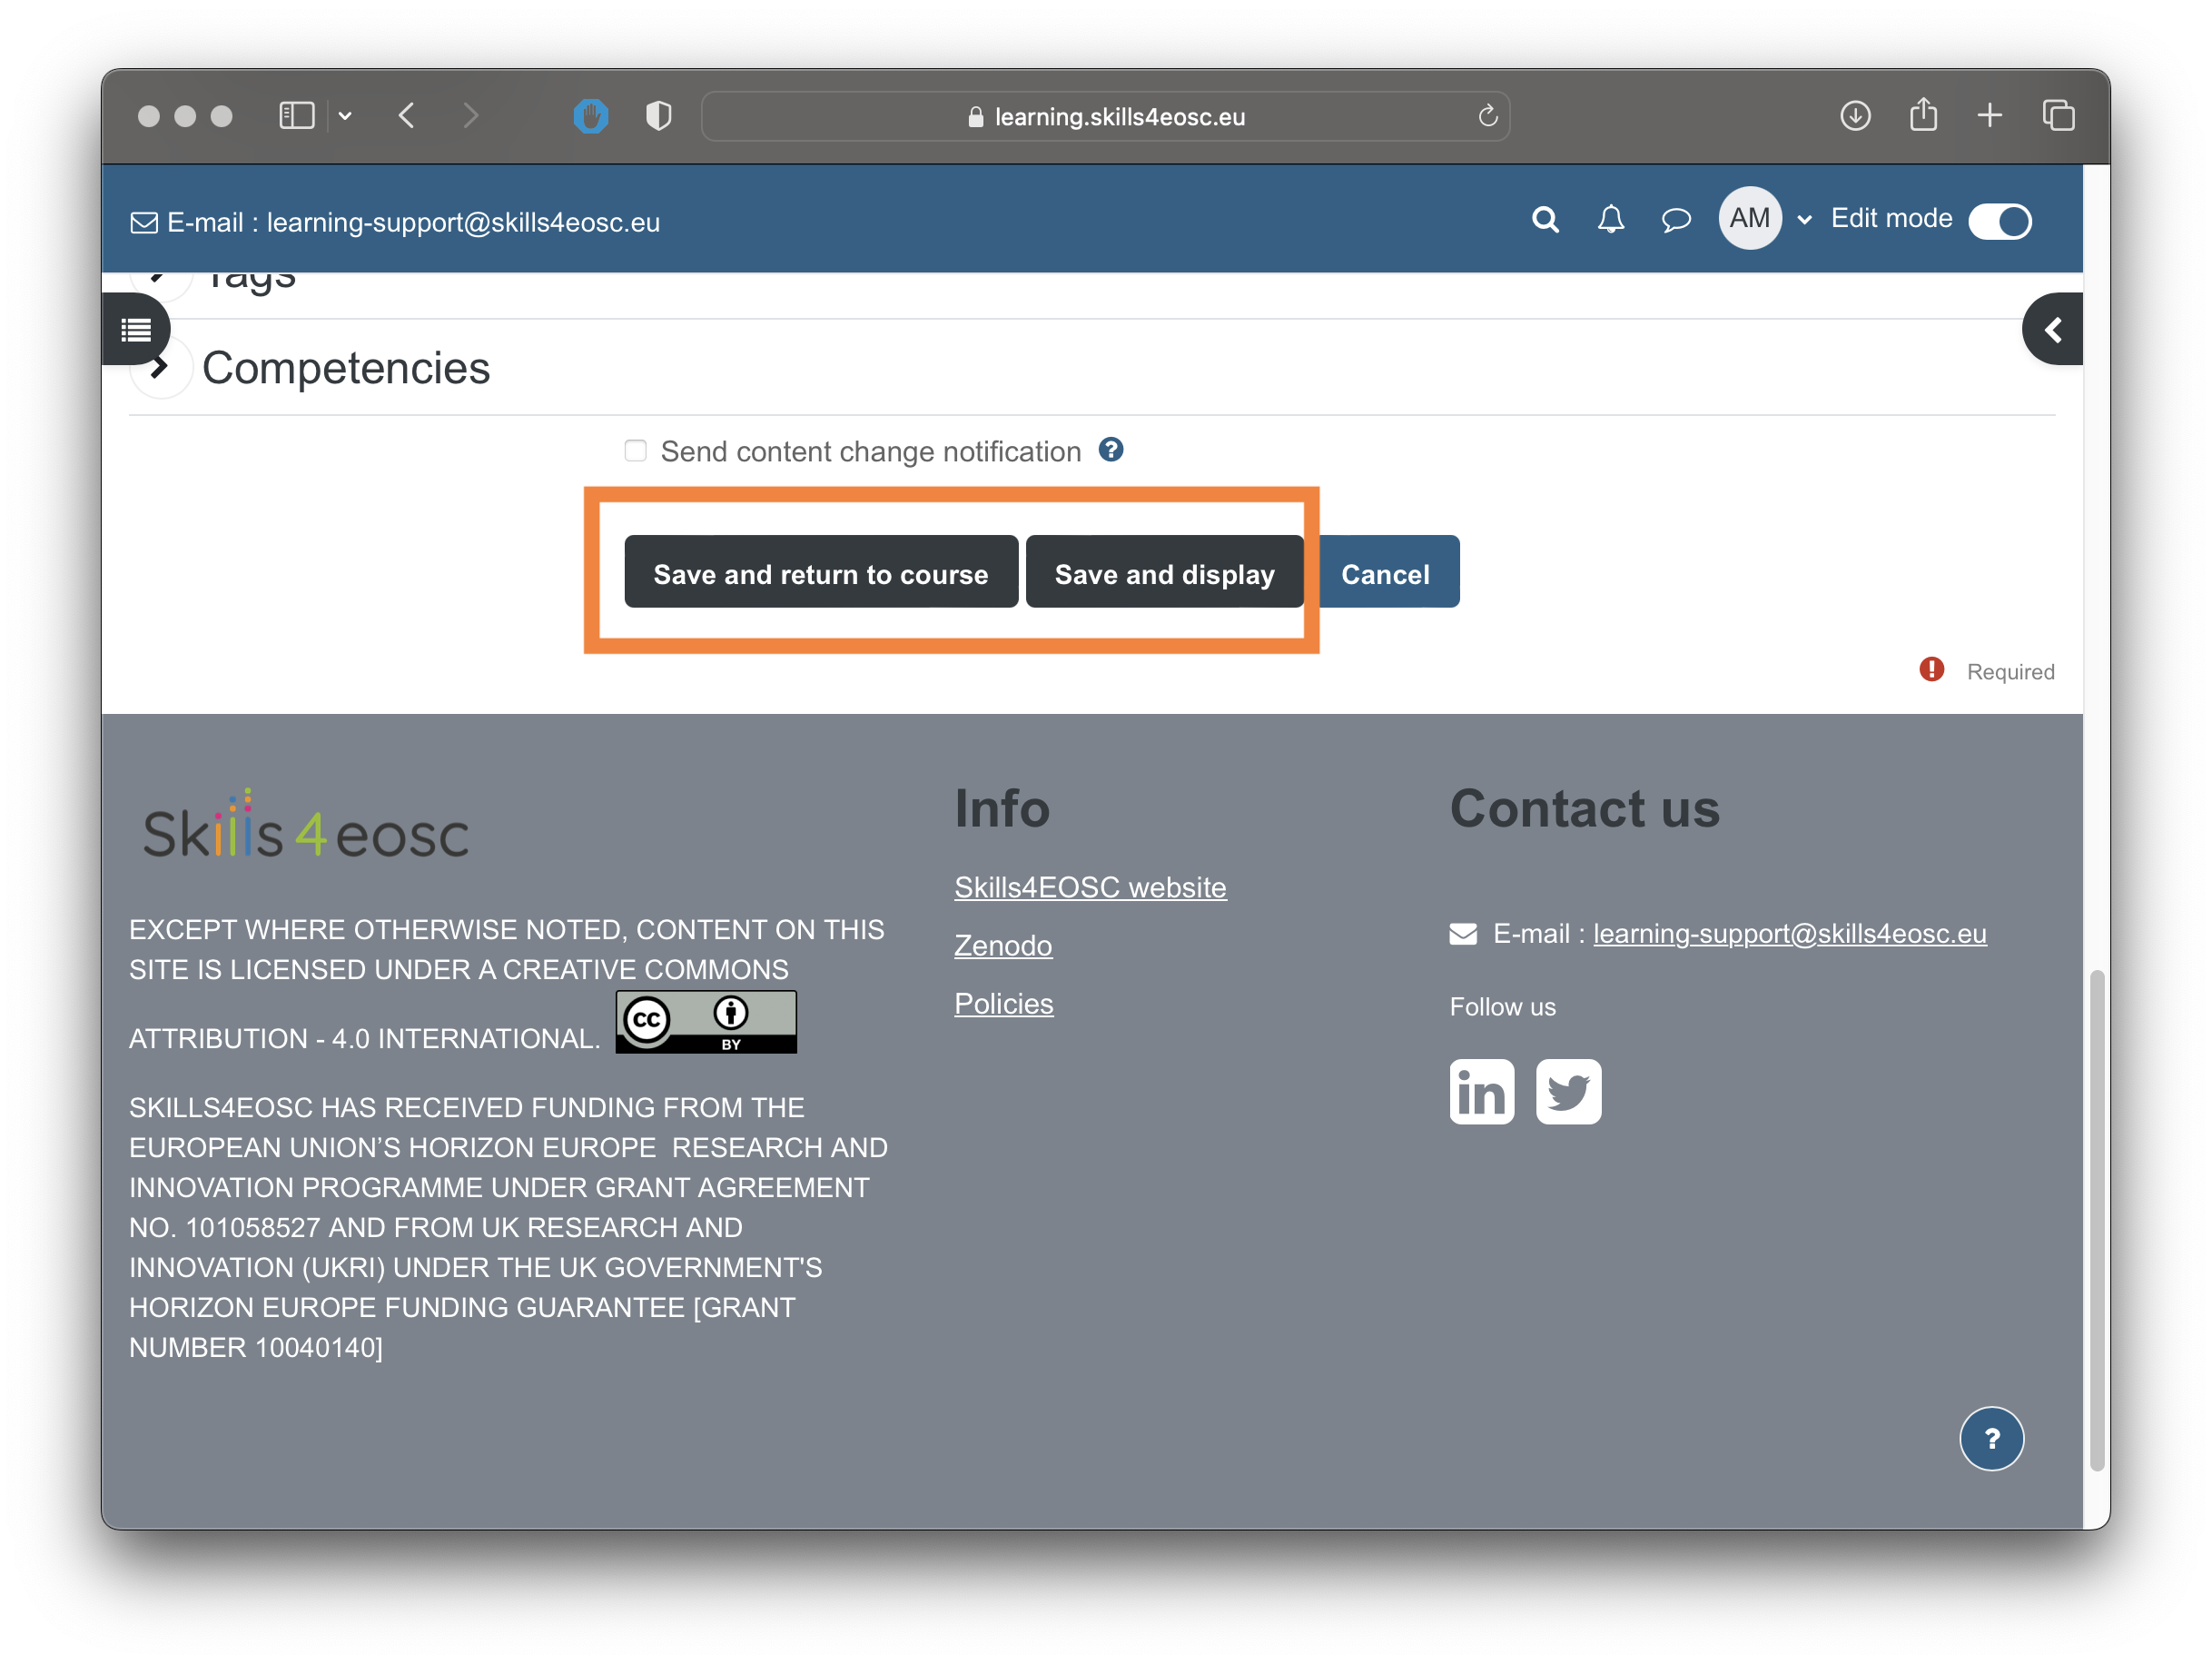 learning.skills4eosc.eu
E-mail : learning-support@skills4eosc.eu
AM
Edit mode
Tags
Competencies
Send content change notification
Save and return to course
Save and display
Cancel
Required
Skills4eosc
EXCEPT WHERE OTHERWISE NOTED, CONTENT ON THIS
SITE IS LICENSED UNDER A CREATIVE COMMONS
ATTRIBUTION - 4.0 INTERNATIONAL.
CC
BY
SKILLS4EOSC HAS RECEIVED FUNDING FROM THE
EUROPEAN UNION’S HORIZON EUROPE  RESEARCH AND
INNOVATION PROGRAMME UNDER GRANT AGREEMENT
NO. 101058527 AND FROM UK RESEARCH AND
INNOVATION (UKRI) UNDER THE UK GOVERNMENT'S
HORIZON EUROPE FUNDING GUARANTEE [GRANT
NUMBER 10040140]
Info
Skills4EOSC website
Zenodo
Policies
Contact us
E-mail : learning-support@skills4eosc.eu
Follow us
in
?